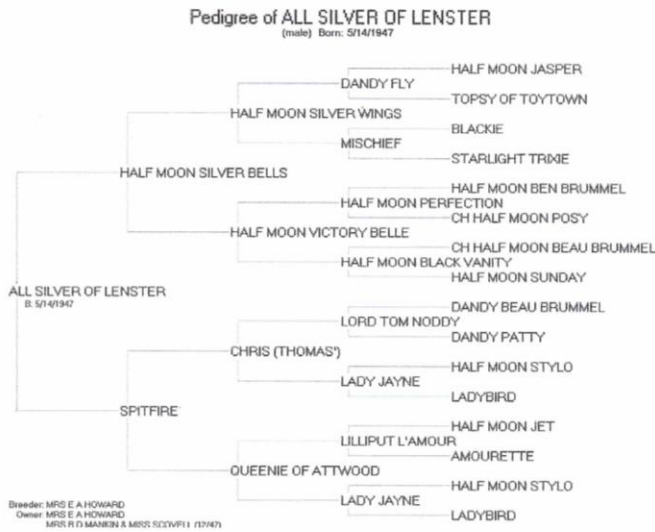 Pedigree of ALL SILVER OF LENSTER
(male) Born: 5/14/1947
HALF MOON JASPER
DANDY FLY
TOPSY OF TOYTOWN
HALF MOON SILVER WINGS
BLACKIE
MISCHIEF
STARLIGHT TRIXIE
HALF MOON SILVER BELLS
HALF MOON BEN BRUMMEL
HALF MOON PERFECTION
CH HALF MOON POSY
HALF MOON VICTORY BELLE
CH HALF MOON BEAU BRUMMEL
HALF MOON BLACK VANITY
HALF MOON SUNDAY
ALL SILVER OF LENSTER
B: 5/14/1947
DANDY BEAU BRUMMEL
LORD TOM NODDY
DANDY PATTY
CHRIS (THOMAS')
HALF MOON STYLO
LADY JAYNE
LADYBIRD
SPITFIRE
HALF MOON JET
LILLIPUT L'AMOUR
AMOURETTE
QUEENIE OF ATTWOOD
HALF MOON STYLO
LADY JAYNE
LADYBIRD
Breeder: MRS E A HOWARD
Owner: MRS E A HOWARD
MRS R D MANKIN & MISS SCOVELL (12/47)